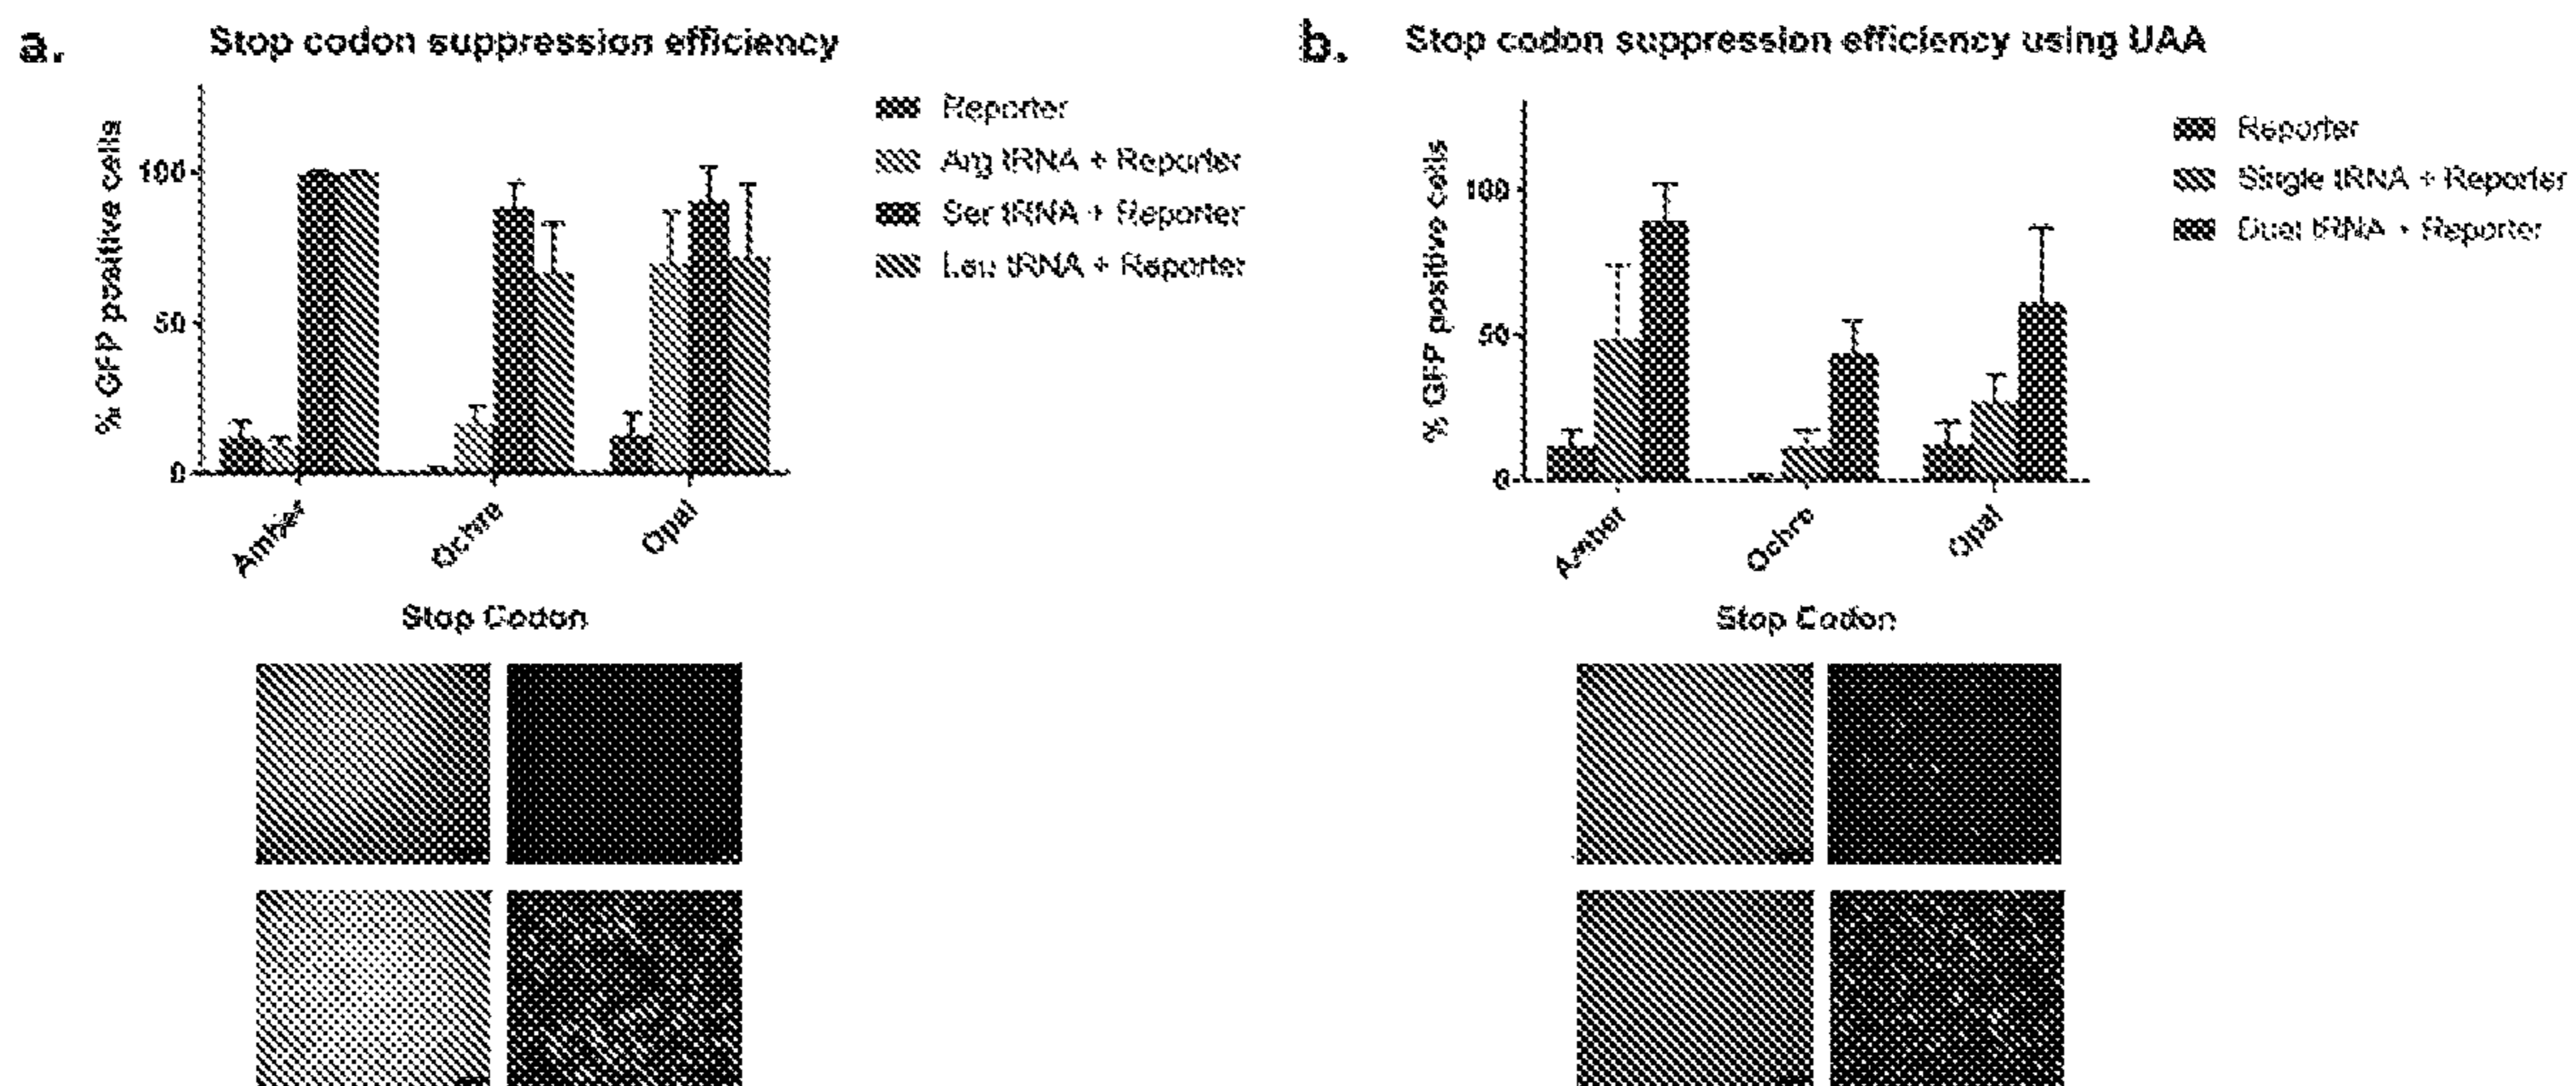 a. Stop codon suppression efficiency
% GFP positive cells
100
50
0
Reporter
Arg tRNA + Reporter
Ser tRNA + Reporter
Leu tRNA + Reporter
Amber
Ochre
Opal
Stop Codon
b. Stop codon suppression efficiency using UAA
% GFP positive cells
100
50
0
Reporter
Single tRNA + Reporter
Dual tRNA + Reporter
Amber
Ochre
Opal
Stop Codon